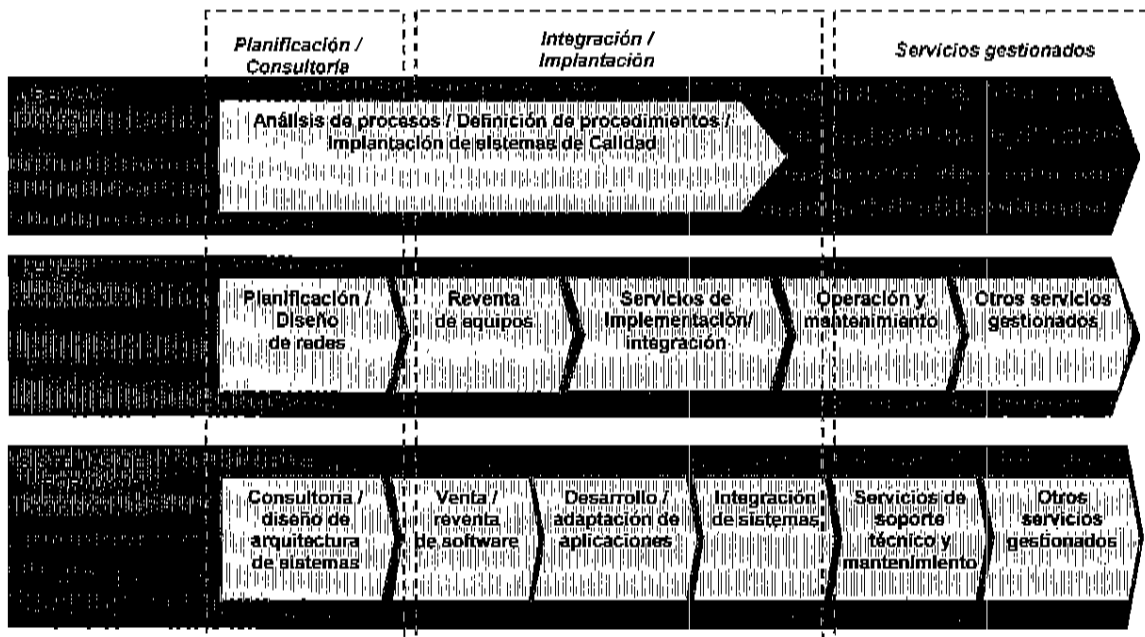 Planificación /
Consultoría
Integración /
Implantación
Servicios gestionados
Análisis de procesos / Definición de procedimientos /
Implantación de sistemas de Calidad
Planificación /
Diseño
de redes
Reventa
de equipos
Servicios de
Implementación/
integración
Operación y
mantenimiento
Otros servicios
gestionados
Consultoría /
diseño de
arquitectura
de sistemas
Venta /
reventa
de software
Desarrollo /
adaptación de
aplicaciones
Integración
de sistemas
Servicios de
soporte
técnico y
mantenimiento
Otros
servicios
gestionados